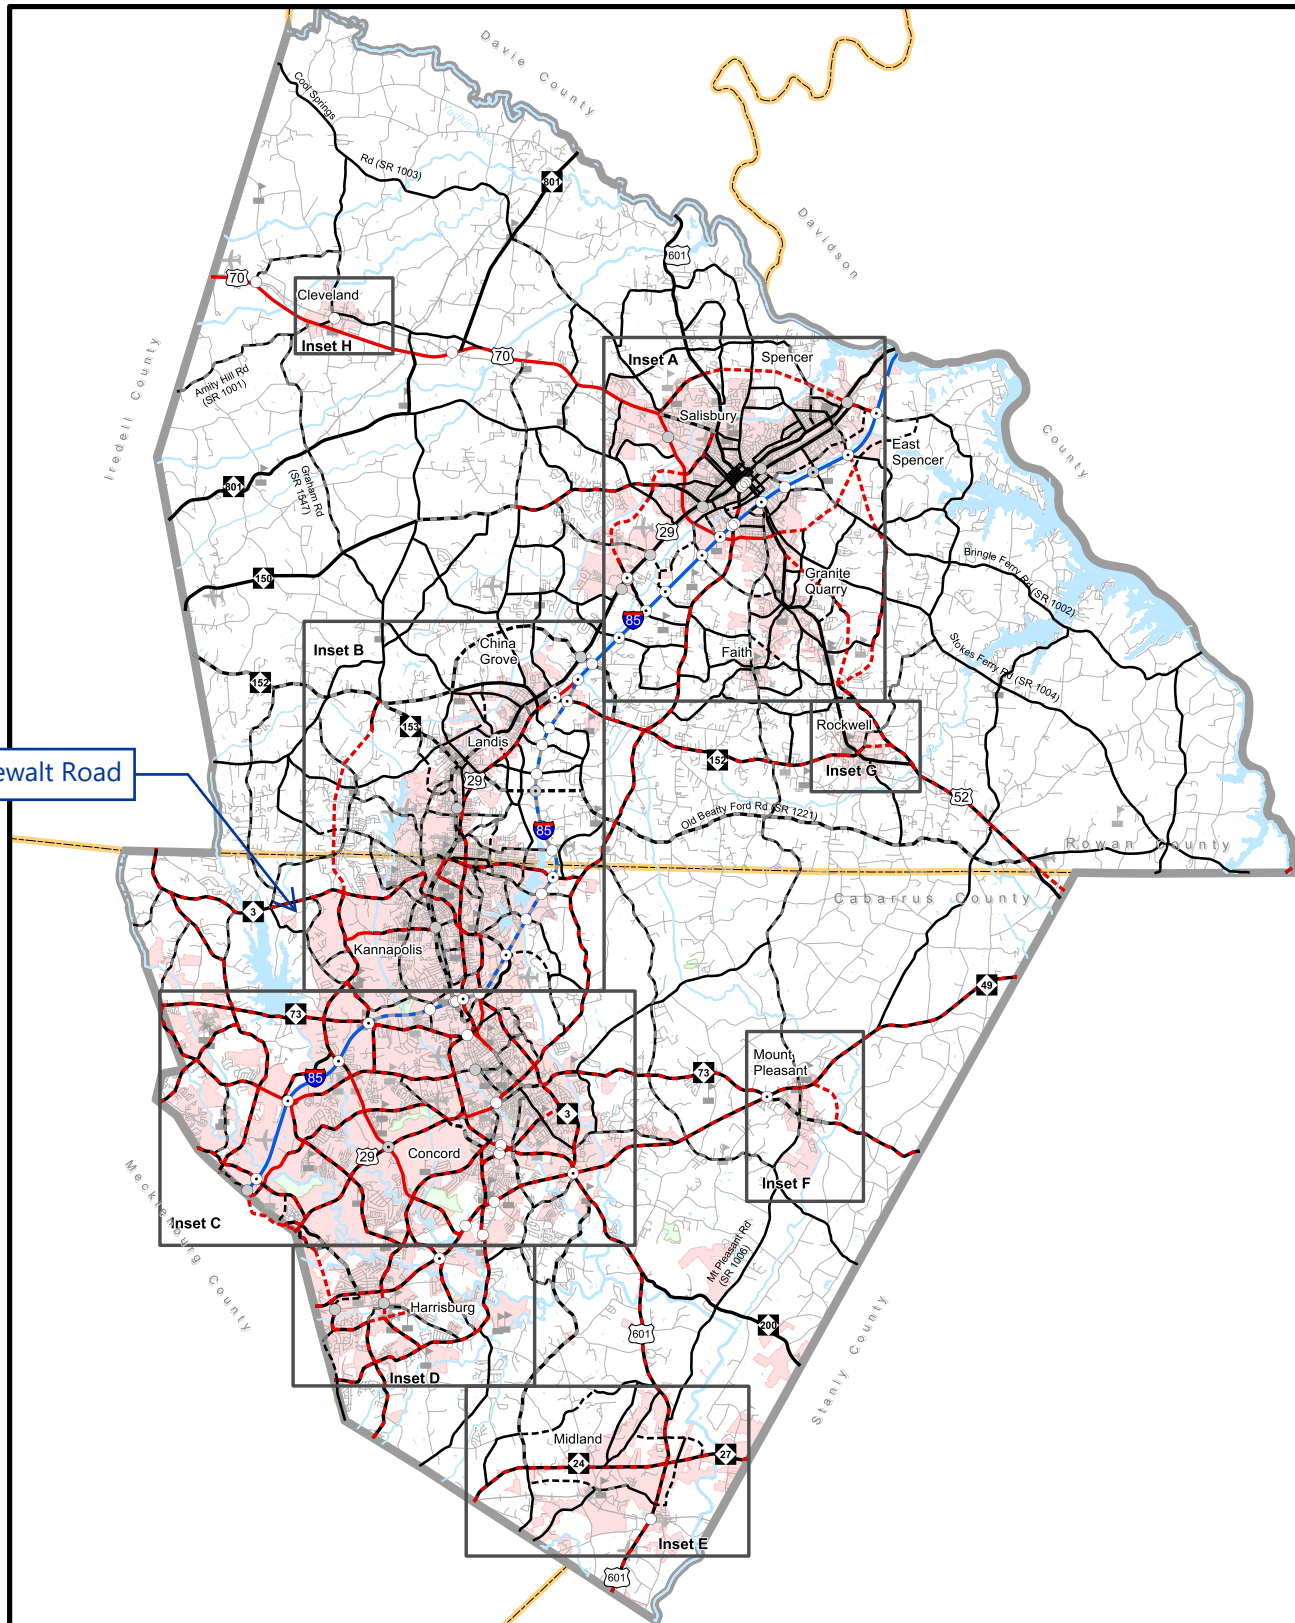 Davie County
Cool Springs
Rd (SR 1003)
Yadkin River
801
601
Davidson
County
70
Cleveland
Inset H
70
Inset A
Spencer
Salisbury
East
Spencer
Iredell County
Amity Hill Rd
(SR 1001)
801
Graham Rd
(SR 1547)
29
Bringle Ferry Rd (SR 1002)
150
Granite
Quarry
85
Stokes Ferry Rd (SR 1004)
Inset B
China
Grove
Faith
152
153
Landis
Rockwell
152
Inset G
ewalt Road
29
52
Old Beatty Ford Rd (SR 1221)
85
Rowan County
Cabarrus County
3
Kannapolis
49
73
Mount
Pleasant
73
85
3
29
Concord
Inset F
Mecklenburg County
Inset C
Mt Pleasant Rd
(SR 1006)
Harrisburg
601
200
Inset D
Stanly County
Midland
24
27
Inset E
601